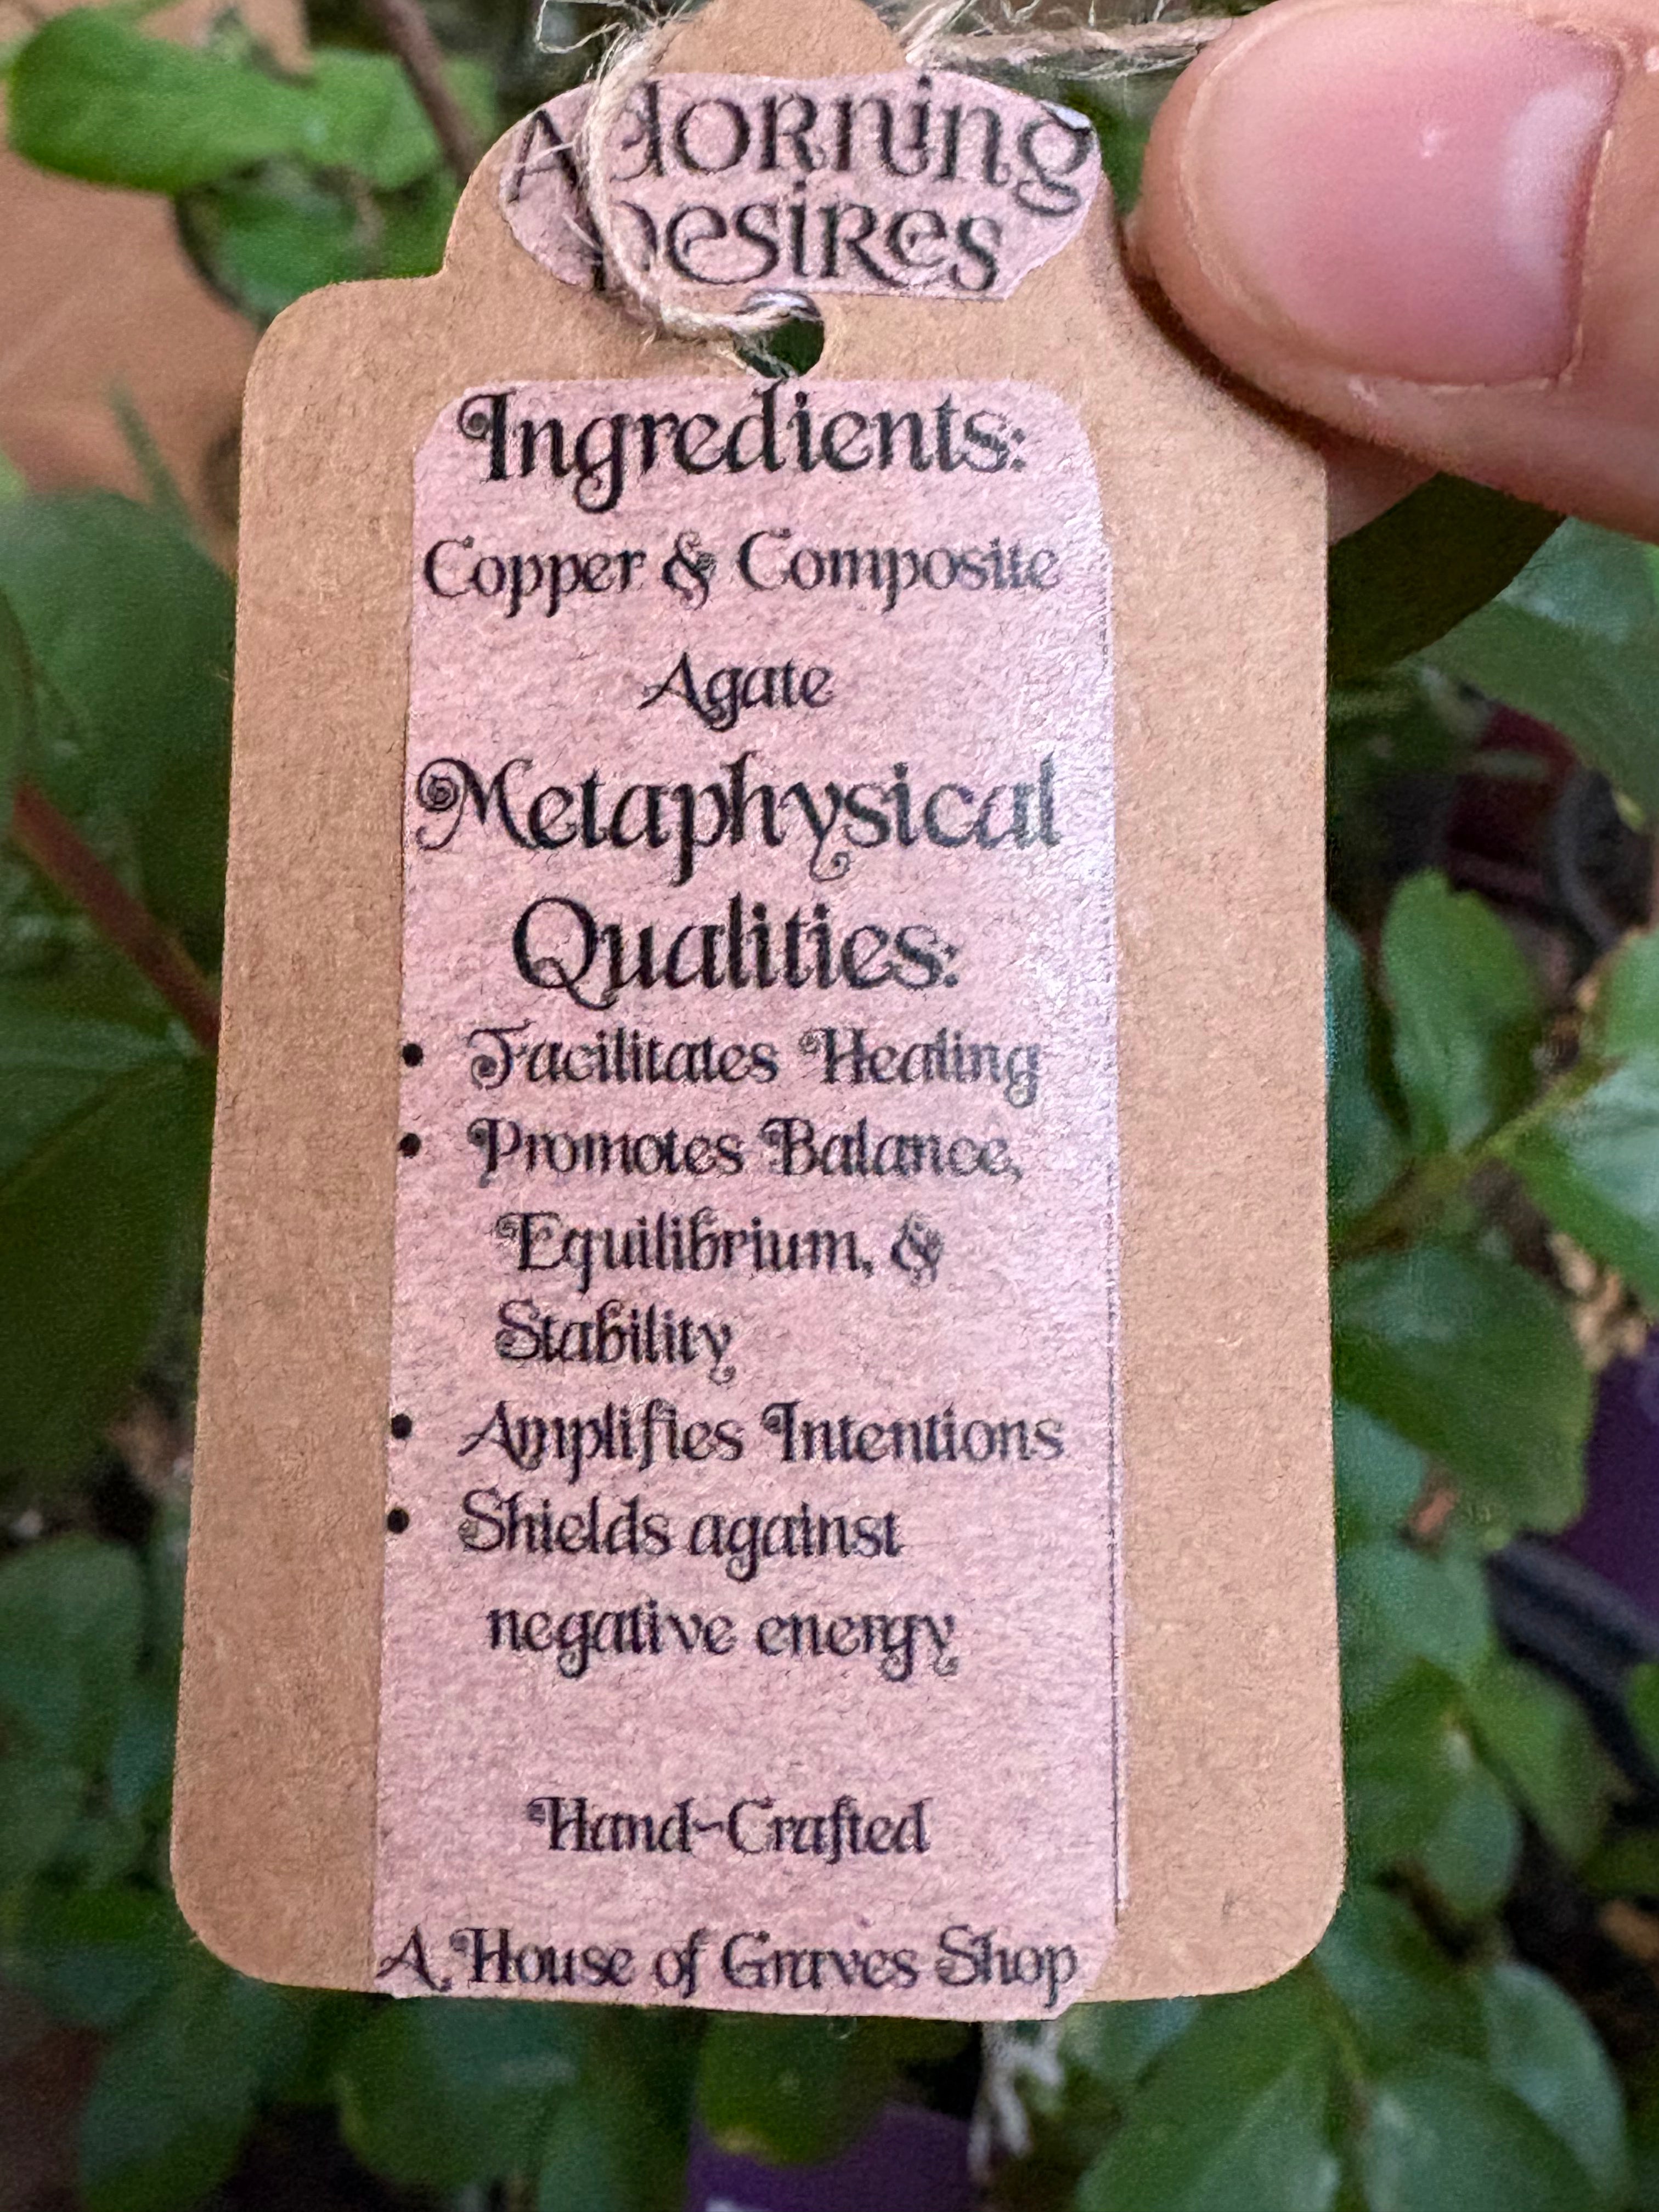 Adorning
Desires
Ingredients:
Copper & Composite
Agate
Metaphysical
Qualities:
• Facilitates Healing
• Promotes Balance,
Equilibrium, &
Stability
• Amplifies Intentions
• Shields against
negative energy
Hand-Crafted
A House of Graves Shop